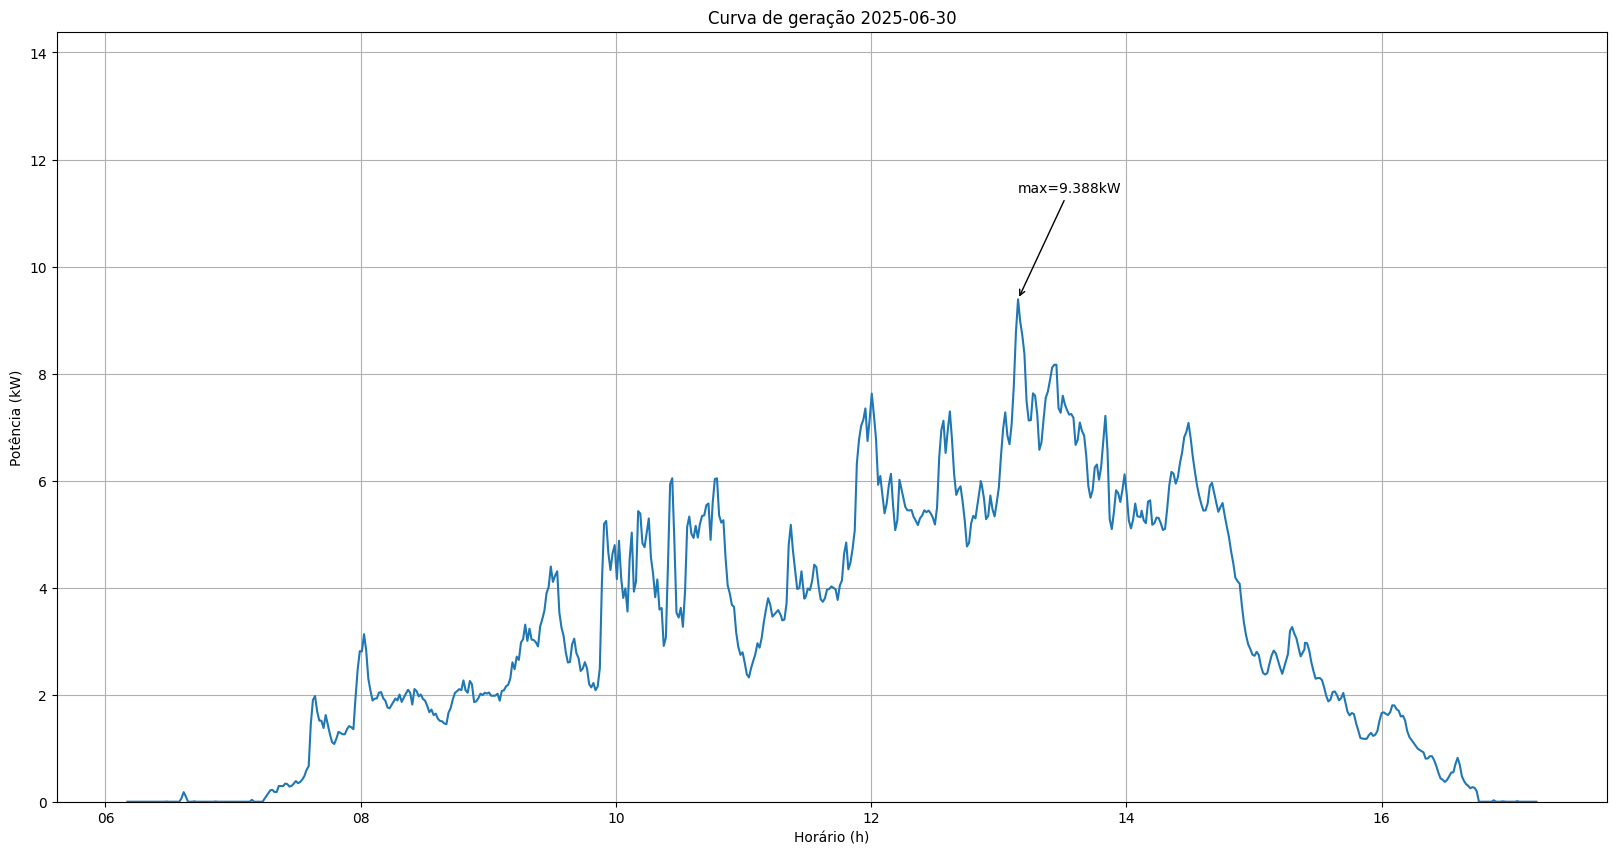 Curva de geração 2025-06-30
14
12
10
8
6
4
2
0
Potência (kW)
max=9.388kW
06 08 10 12 14 16
Horário (h)